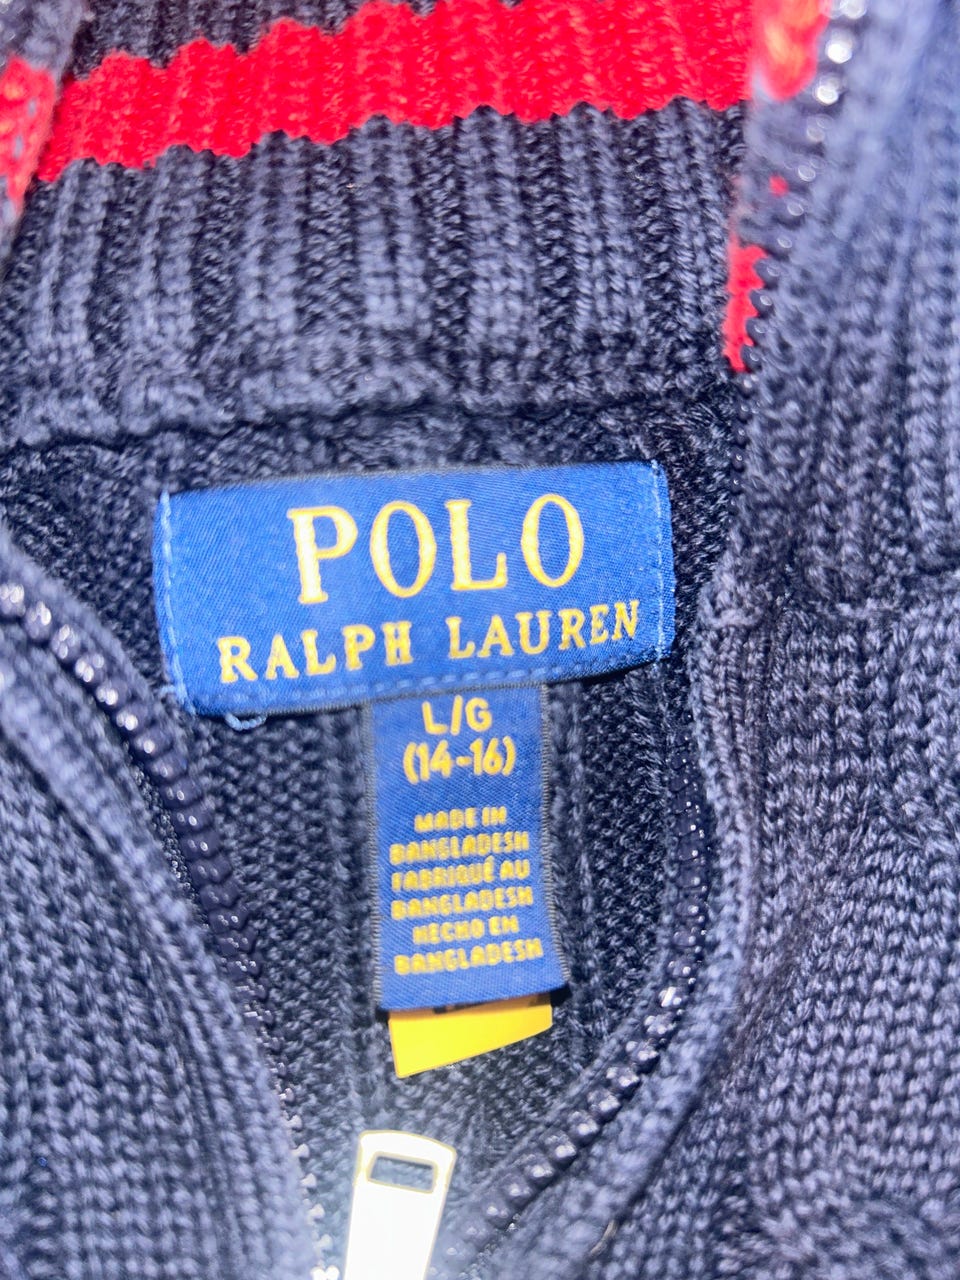 POLO
RALPH LAUREN
L/G
(14-16)
MADE IN
BANGLADESH
FABRIQUÉ AU
BANGLADESH
HECHO EN
BANGLADESH